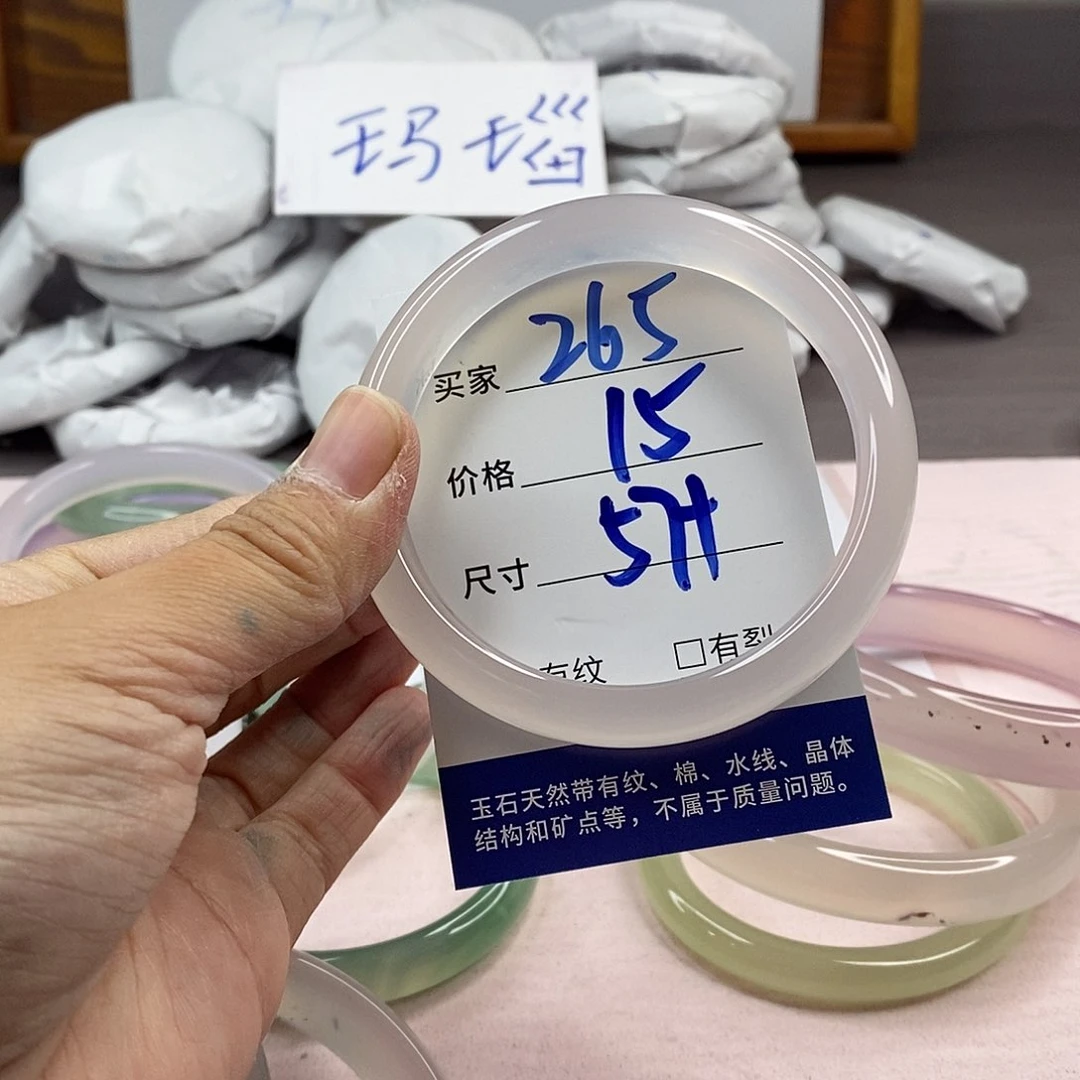 玛瑙
买家 265
价格 15
尺寸 57H
有纹 □有裂
玉石天然带有纹、棉、水线、晶体
结构和矿点等，不属于质量问题。